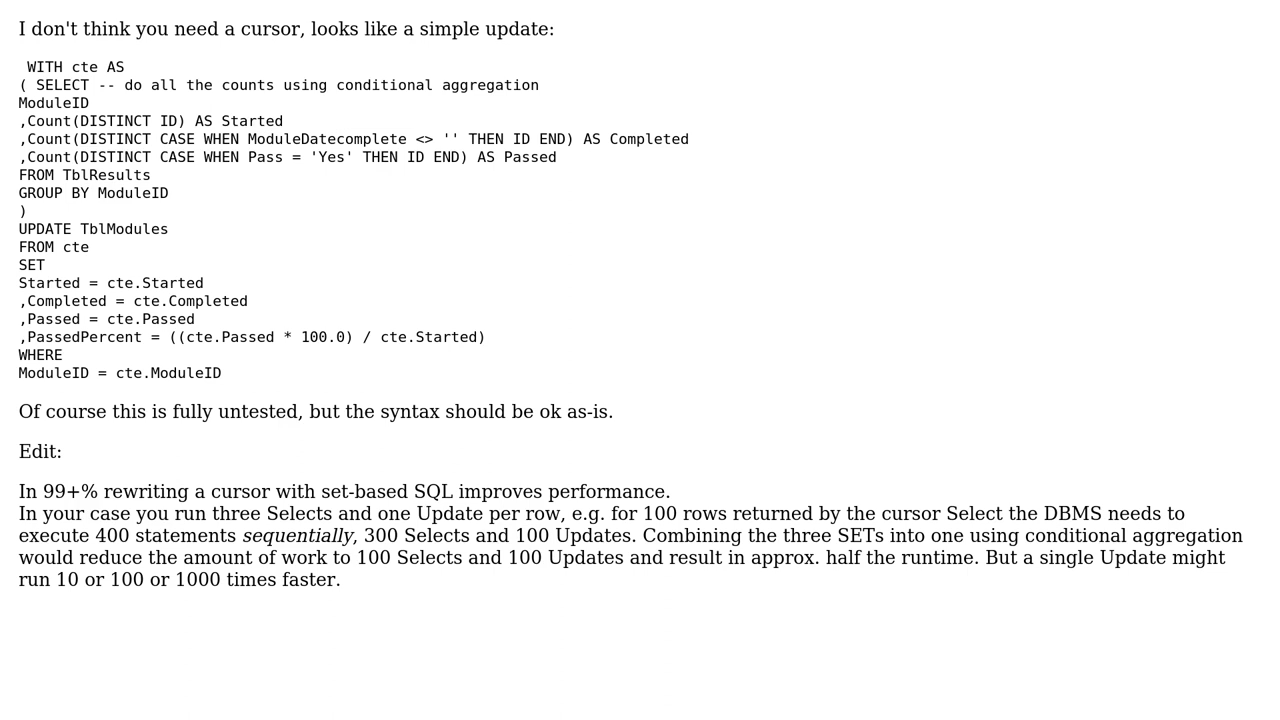 I don't think you need a cursor, looks like a simple update:
WITH cte AS
( SELECT -- do all the counts using conditional aggregation
ModuleID
,Count(DISTINCT ID) AS Started
,Count(DISTINCT CASE WHEN ModuleDatecomplete <> '' THEN ID END) AS Completed
,Count(DISTINCT CASE WHEN Pass = 'Yes' THEN ID END) AS Passed
FROM TblResults
GROUP BY ModuleID
)
UPDATE TblModules
FROM cte
SET
Started = cte.Started
,Completed = cte.Completed
,Passed = cte.Passed
,PassedPercent = ((cte.Passed * 100.0) / cte.Started)
WHERE
ModuleID = cte.ModuleID
Of course this is fully untested, but the syntax should be ok as-is.
Edit:
In 99+% rewriting a cursor with set-based SQL improves performance.
In your case you run three Selects and one Update per row, e.g. for 100 rows returned by the cursor Select the DBMS needs to
execute 400 statements sequentially, 300 Selects and 100 Updates. Combining the three SETs into one using conditional aggregation
would reduce the amount of work to 100 Selects and 100 Updates and result in approx. half the runtime. But a single Update might
run 10 or 100 or 1000 times faster.